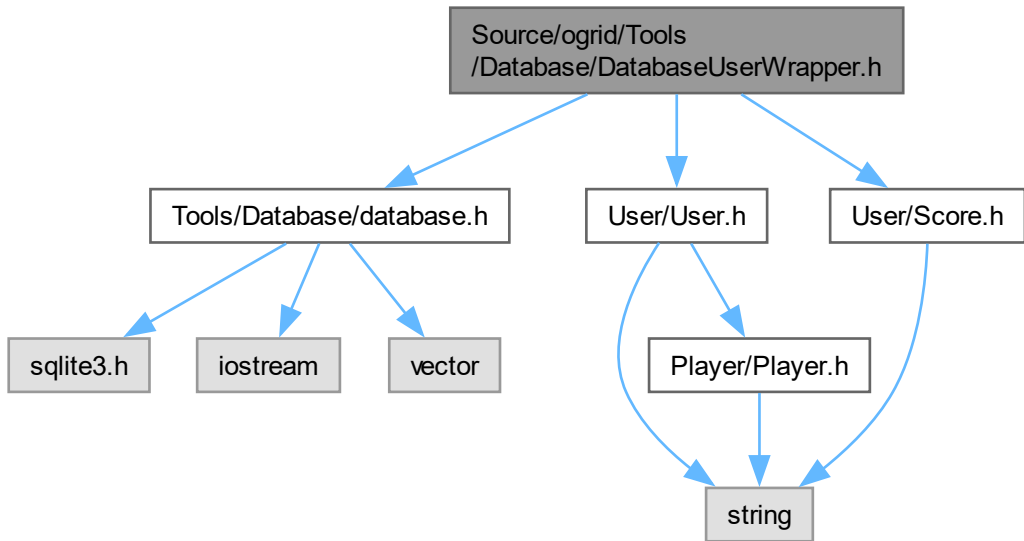 Source/ogrid/Tools
/Database/DatabaseUserWrapper.h
Tools/Database/database.h
User/User.h
User/Score.h
sqlite3.h
iostream
vector
Player/Player.h
string